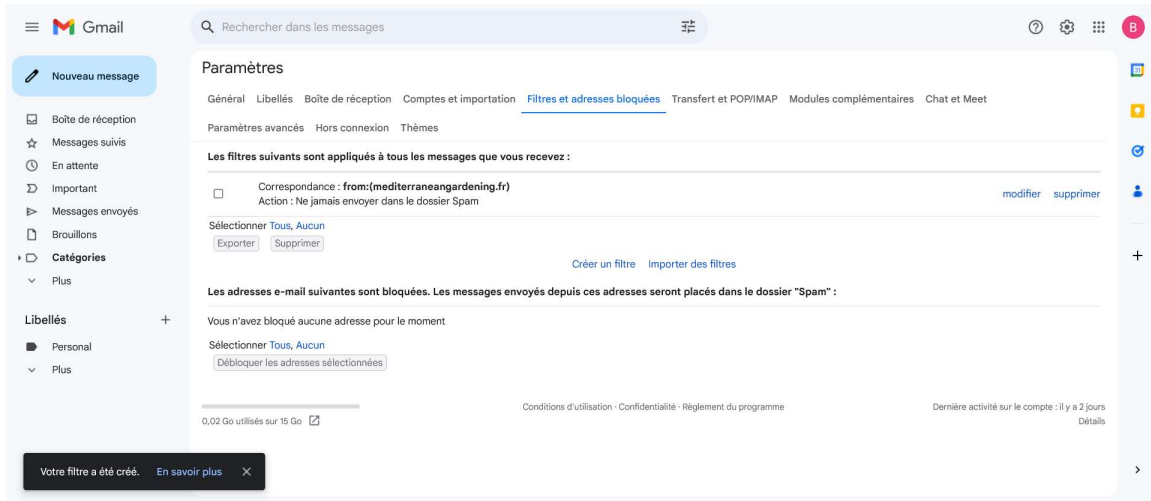 Gmail
Rechercher dans les messages
B
Nouveau message
Boîte de réception
Messages suivis
En attente
Important
Messages envoyés
Brouillons
Catégories
Plus
Libellés
Personal
Plus
Paramètres
Général Libellés Boîte de réception Comptes et importation Filtres et adresses bloquées Transfert et POP/IMAP Modules complémentaires Chat et Meet
Paramètres avancés Hors connexion Thèmes
Les filtres suivants sont appliqués à tous les messages que vous recevez :
Correspondance : from:(mediterraneangardening.fr)
Action : Ne jamais envoyer dans le dossier Spam
modifier supprimer
Sélectionner Tous, Aucun
Exporter Supprimer
Créer un filtre Importer des filtres
Les adresses e-mail suivantes sont bloquées. Les messages envoyés depuis ces adresses seront placés dans le dossier "Spam" :
Vous n'avez bloqué aucune adresse pour le moment
Sélectionner Tous, Aucun
Débloquer les adresses sélectionnées
0,02 Go utilisés sur 15 Go
Conditions d'utilisation · Confidentialité · Règlement du programme
Dernière activité sur le compte : il y a 2 jours
Détails
Votre filtre a été créé. En savoir plus
31